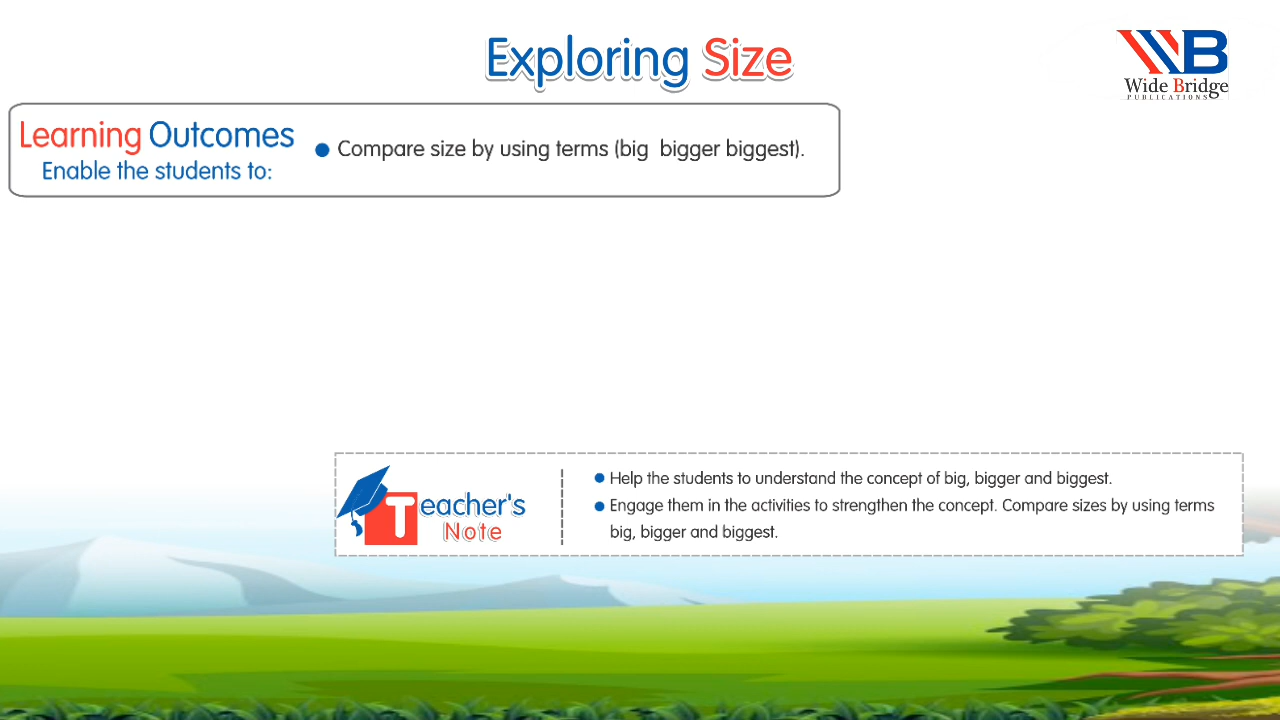 Exploring Size
WB
Wide Bridge
PUBLICATIONS
Learning Outcomes
Enable the students to:
Compare size by using terms (big  bigger biggest).
Teacher's
Note
Help the students to understand the concept of big, bigger and biggest.
Engage them in the activities to strengthen the concept. Compare sizes by using terms
big, bigger and biggest.